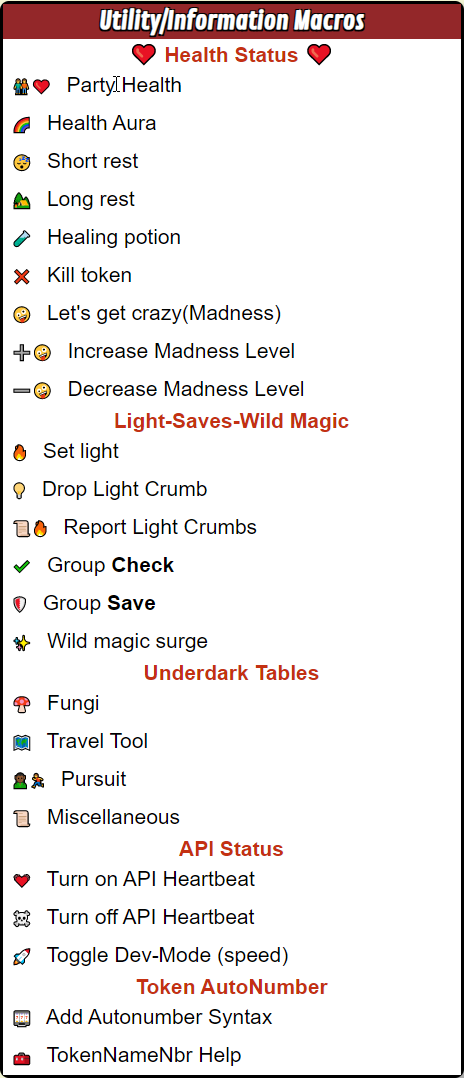 Utility/Information Macros
Health Status
Party Health
Health Aura
Short rest
Long rest
Healing potion
Kill token
Let's get crazy(Madness)
Increase Madness Level
Decrease Madness Level
Light-Saves-Wild Magic
Set light
Drop Light Crumb
Report Light Crumbs
Group Check
Group Save
Wild magic surge
Underdark Tables
Fungi
Travel Tool
Pursuit
Miscellaneous
API Status
Turn on API Heartbeat
Turn off API Heartbeat
Toggle Dev-Mode (speed)
Token AutoNumber
Add Autonumber Syntax
TokenNameNbr Help